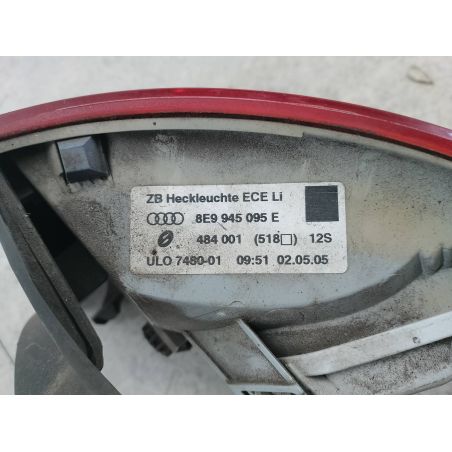 ZB Heckleuchte ECE Li
8E9 945 095 E
484 001 (518□) 12S
ULO 7480-01 09:51 02.05.05